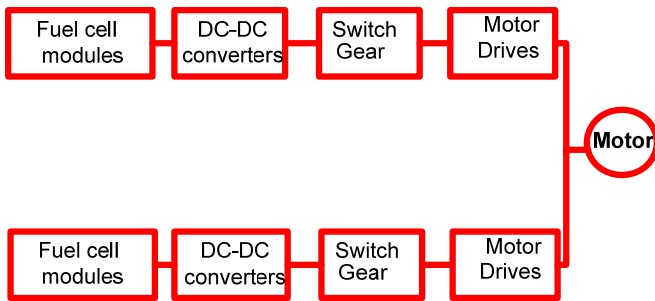 Fuel cell
modules
DC-DC
converters
Switch
Gear
Motor
Drives
Motor
Fuel cell
modules
DC-DC
converters
Switch
Gear
Motor
Drives